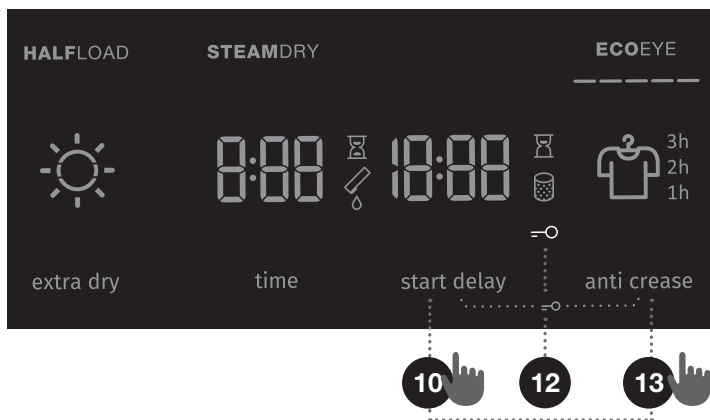 HALFLOAD
STEAMDRY
ECOEYE
8:88
18:88
3h
2h
1h
extra dry
time
start delay
anti crease
10
12
13